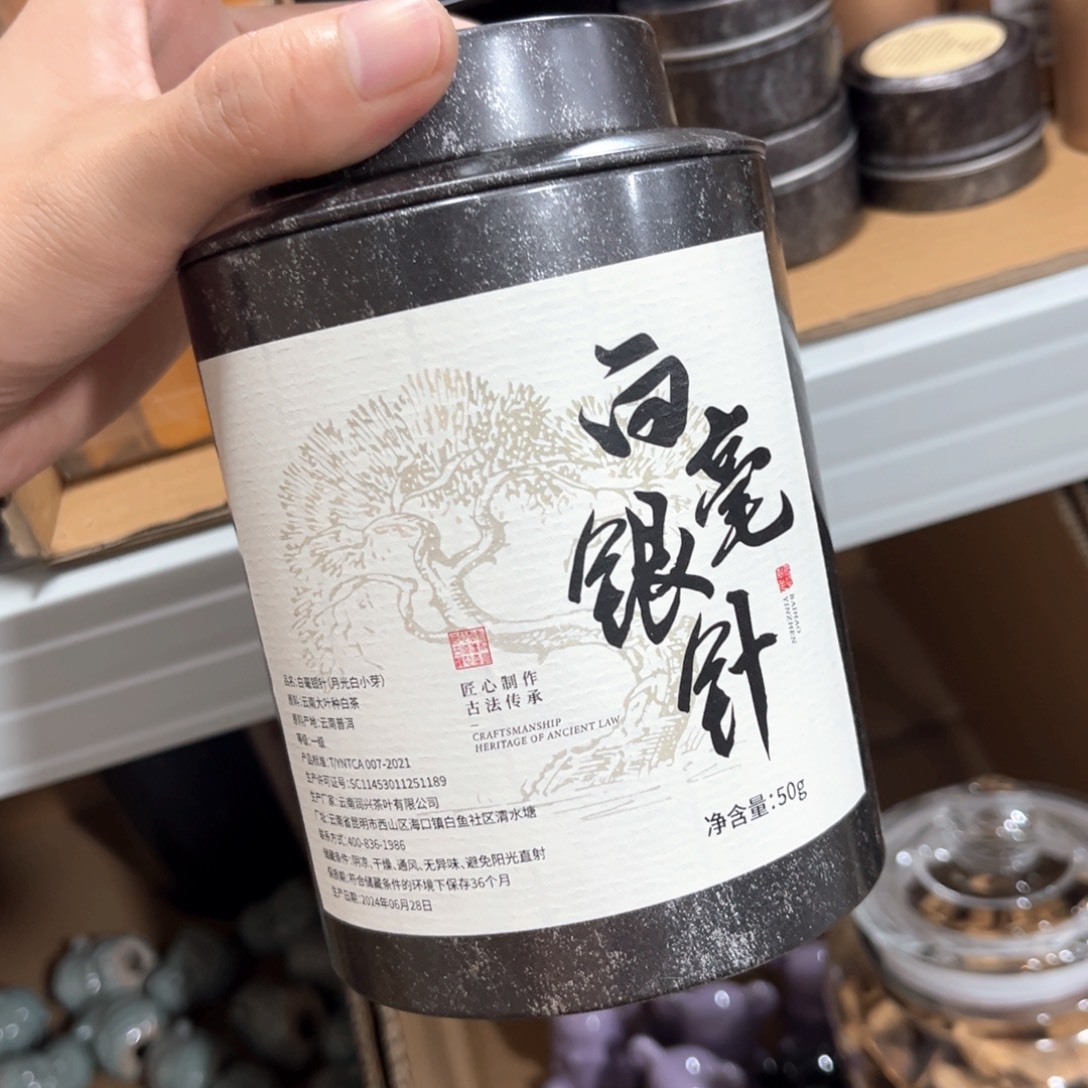 白毫银针
BAIHAO
YINZHEN
匠心制作
古法传承
CRAFTSMANSHIP
HERITAGE OF ANCIENT LAW
品名:白毫银针(月光白小芽)
原料:云南大叶种白茶
原料产地:云南普洱
等级:一级
产品标准:T/YNTCA 007-2021
生产许可证号:SC11453011251189
生产厂家:云南润兴茶叶有限公司
厂址:云南省昆明市西山区海口镇白鱼社区清水塘
联系方式:400-836-1986
储藏条件:阴凉、干燥、通风、无异味、避免阳光直射
保质期:符合储藏条件的环境下保存36个月
生产日期:2024年06月28日
净含量:50g